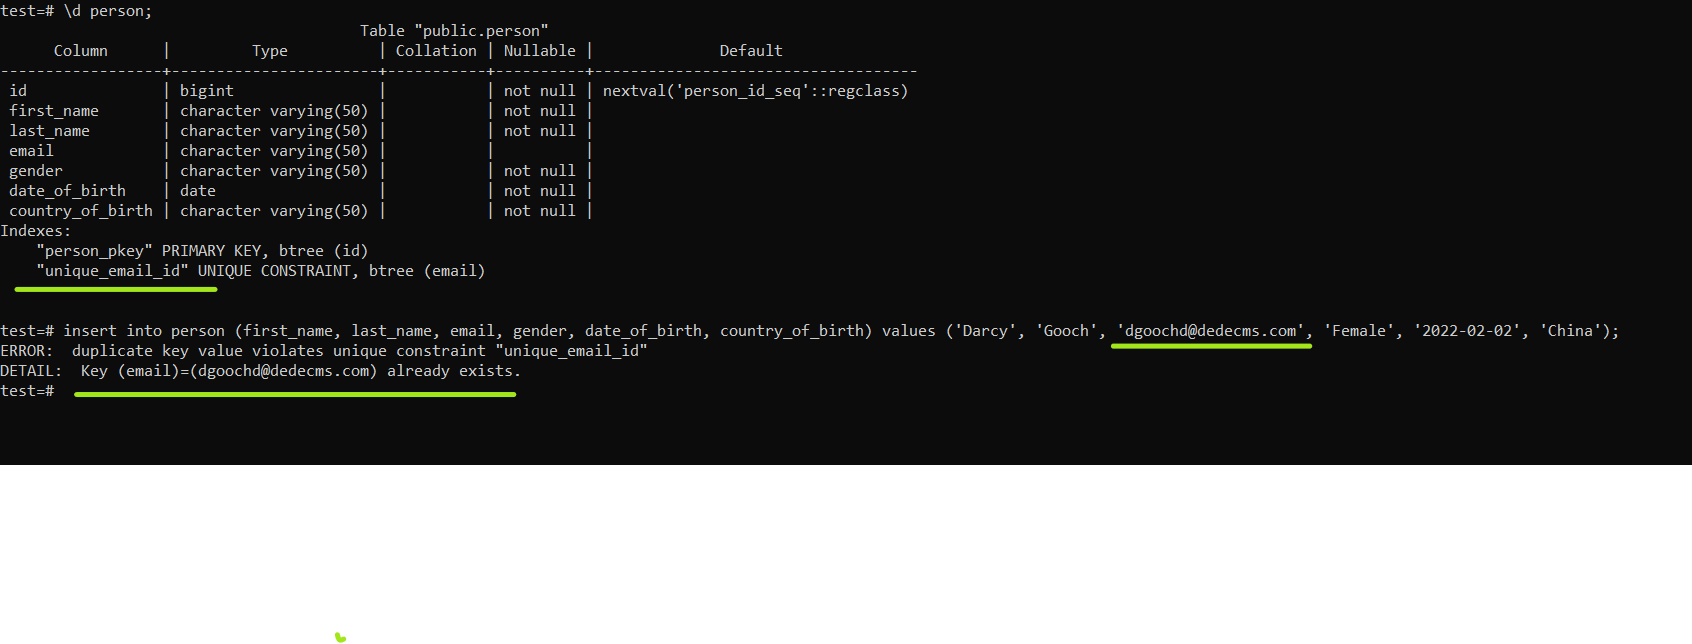 test=# \d person;
                                        Table "public.person"
      Column      |         Type          | Collation | Nullable |              Default
------------------+-----------------------+-----------+----------+------------------------------------
 id               | bigint                |           | not null | nextval('person_id_seq'::regclass)
 first_name       | character varying(50) |           | not null |
 last_name        | character varying(50) |           | not null |
 email            | character varying(50) |           |          |
 gender           | character varying(50) |           | not null |
 date_of_birth    | date                  |           | not null |
 country_of_birth | character varying(50) |           | not null |
Indexes:
    "person_pkey" PRIMARY KEY, btree (id)
    "unique_email_id" UNIQUE CONSTRAINT, btree (email)
test=# insert into person (first_name, last_name, email, gender, date_of_birth, country_of_birth) values ('Darcy', 'Gooch', 'dgoochd@dedecms.com', 'Female', '2022-02-02', 'China');
ERROR:  duplicate key value violates unique constraint "unique_email_id"
DETAIL:  Key (email)=(dgoochd@dedecms.com) already exists.
test=#